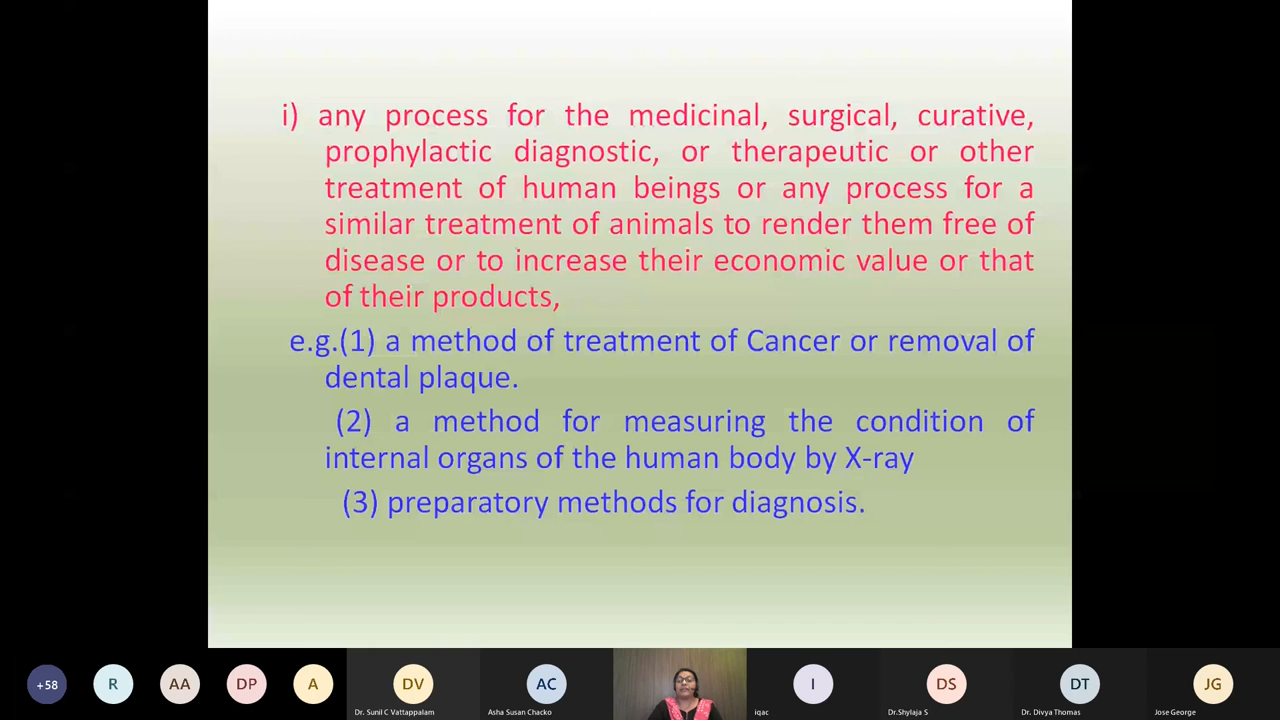 i) any process for the medicinal, surgical, curative,
prophylactic diagnostic, or therapeutic or other
treatment of human beings or any process for a
similar treatment of animals to render them free of
disease or to increase their economic value or that
of their products,
e.g.(1) a method of treatment of Cancer or removal of
dental plaque.
(2) a method for measuring the condition of
internal organs of the human body by X-ray
(3) preparatory methods for diagnosis.
+58 R AA DP A DV AC I DS DT JG
Dr. Sunil C Vattappalam Asha Susan Chacko iqac Dr.Shylaja S Dr. Divya Thomas Jose George